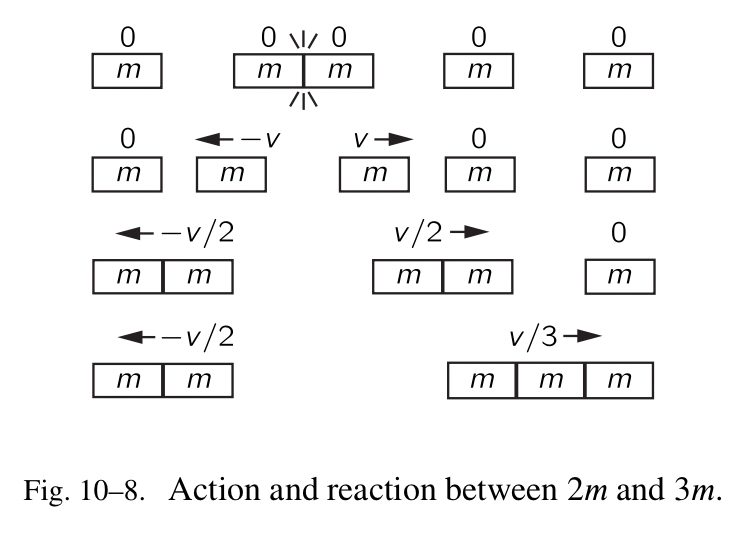 0 0 0 0 0
m m m m m
0 −v v 0 0
m m m m m
−v/2 v/2 0
m m m m m
−v/2 v/3
m m m m m
Fig. 10–8. Action and reaction between 2m and 3m.